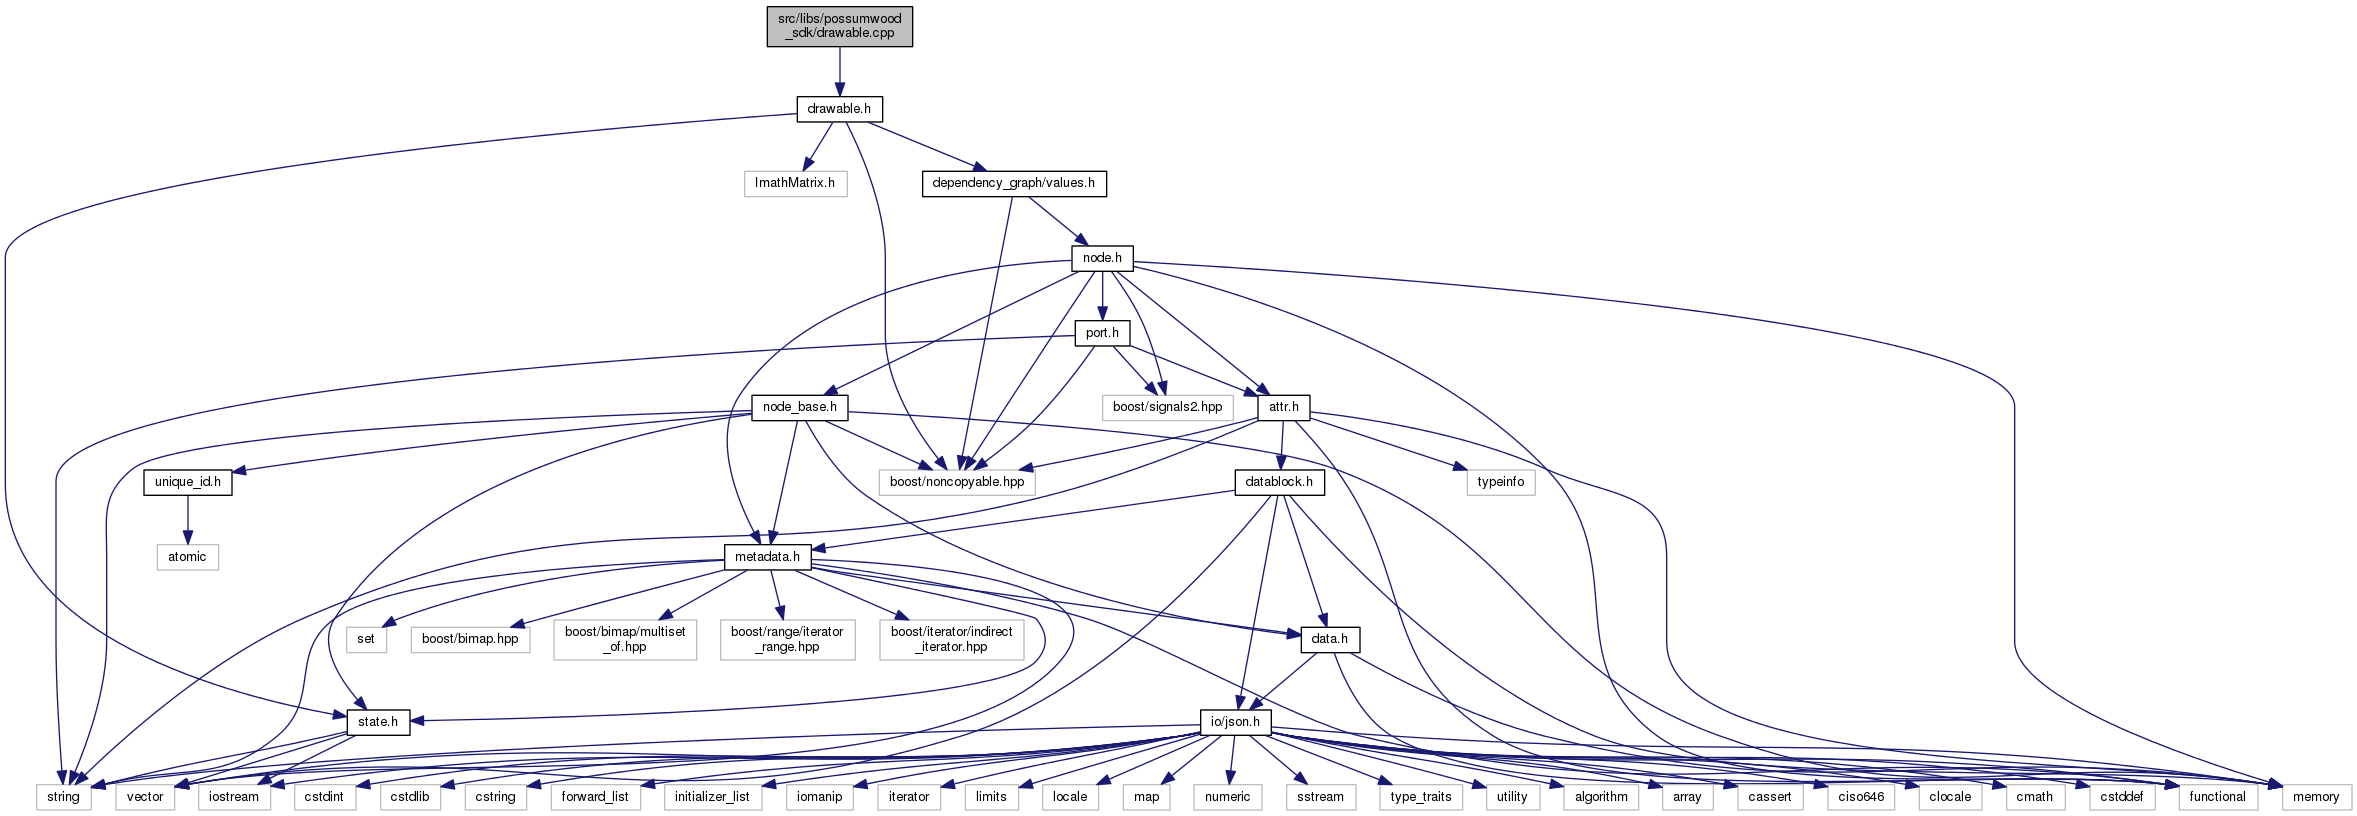 src/libs/possumwood
_sdk/drawable.cpp
drawable.h
ImathMatrix.h
dependency_graph/values.h
node.h
port.h
node_base.h
boost/signals2.hpp
attr.h
unique_id.h
boost/noncopyable.hpp
datablock.h
typeinfo
atomic
metadata.h
set
boost/bimap.hpp
boost/bimap/multiset
_of.hpp
boost/range/iterator
_range.hpp
boost/iterator/indirect
_iterator.hpp
data.h
state.h
io/json.h
string
vector
iostream
cstdint
cstdlib
cstring
forward_list
initializer_list
iomanip
iterator
limits
locale
map
numeric
sstream
type_traits
utility
algorithm
array
cassert
ciso646
clocale
cmath
cstddef
functional
memory